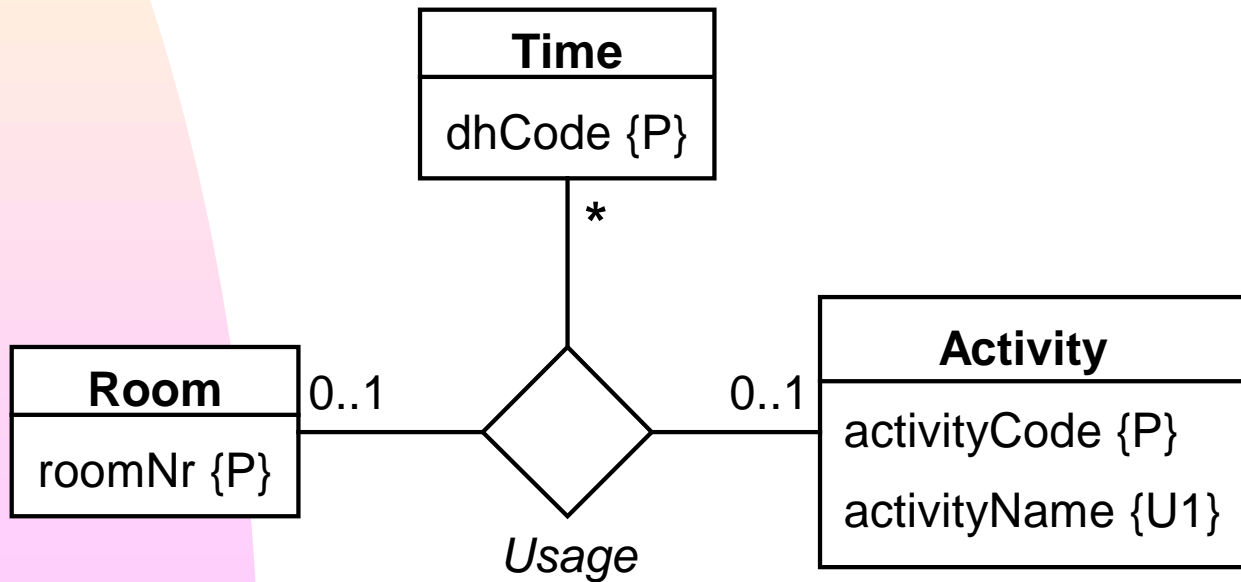 Time
dhCode {P}
*
Room
roomNr {P}
0..1
0..1
Activity
activityCode {P}
activityName {U1}
Usage